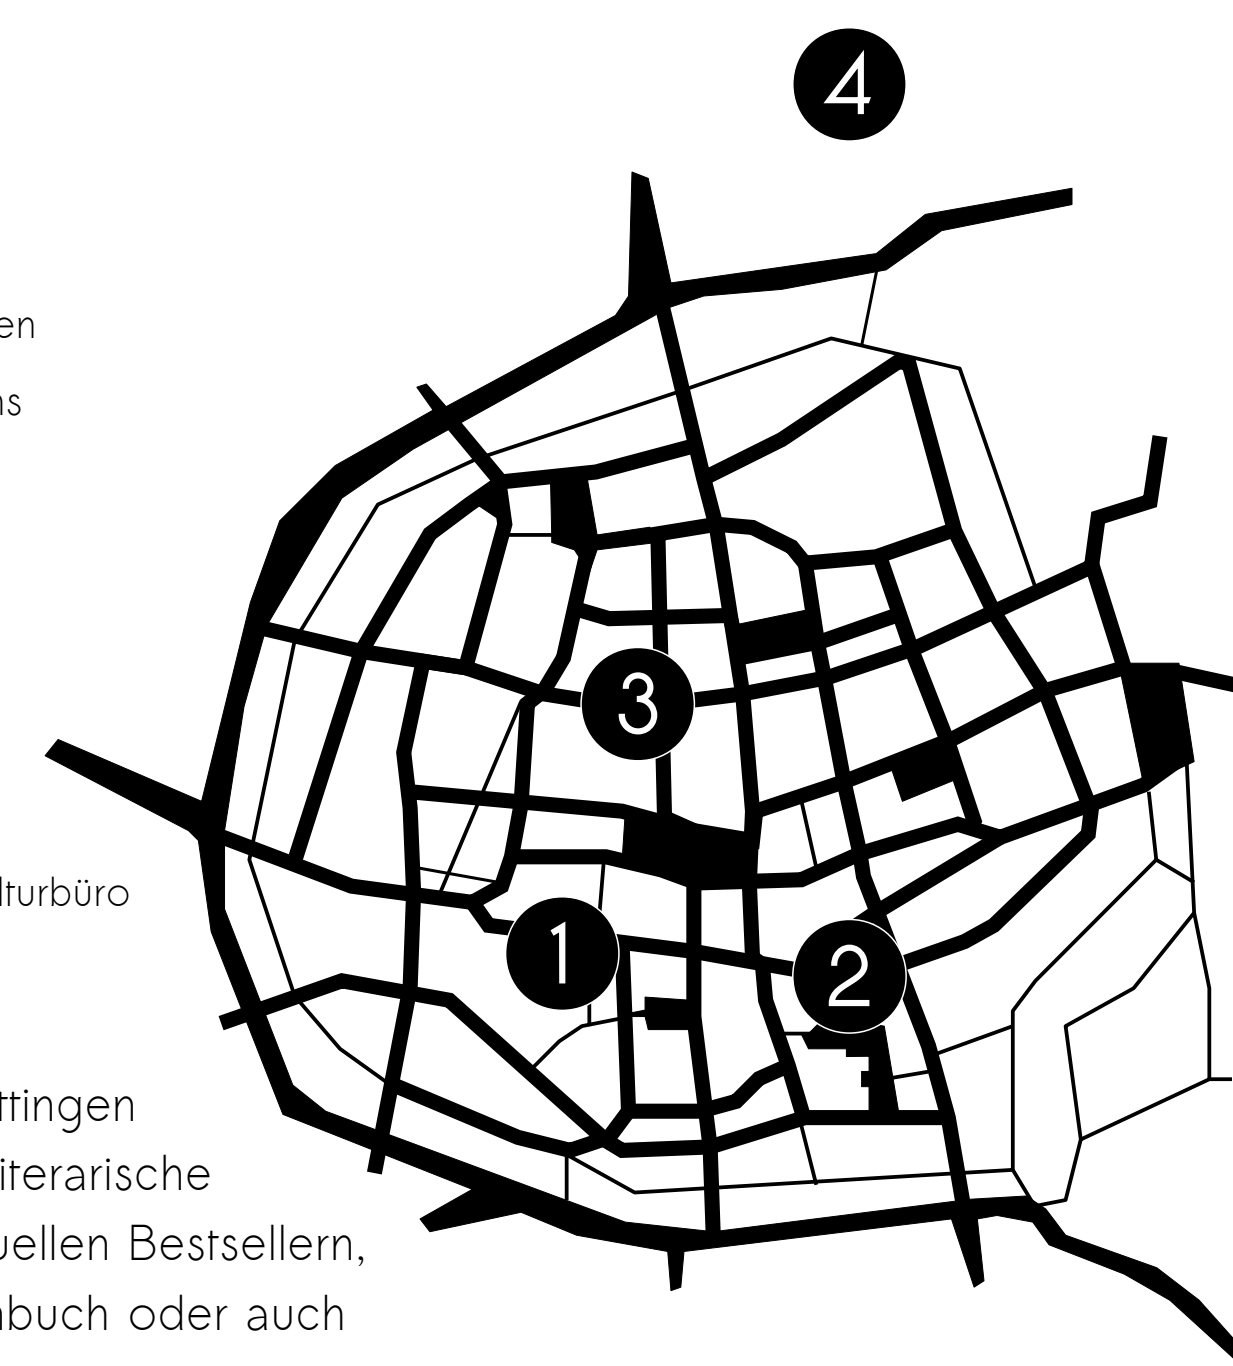 4
en
ns
3
lturbüro
1
2
ttingen
iterarische
uellen Bestsellern,
nbuch oder auch